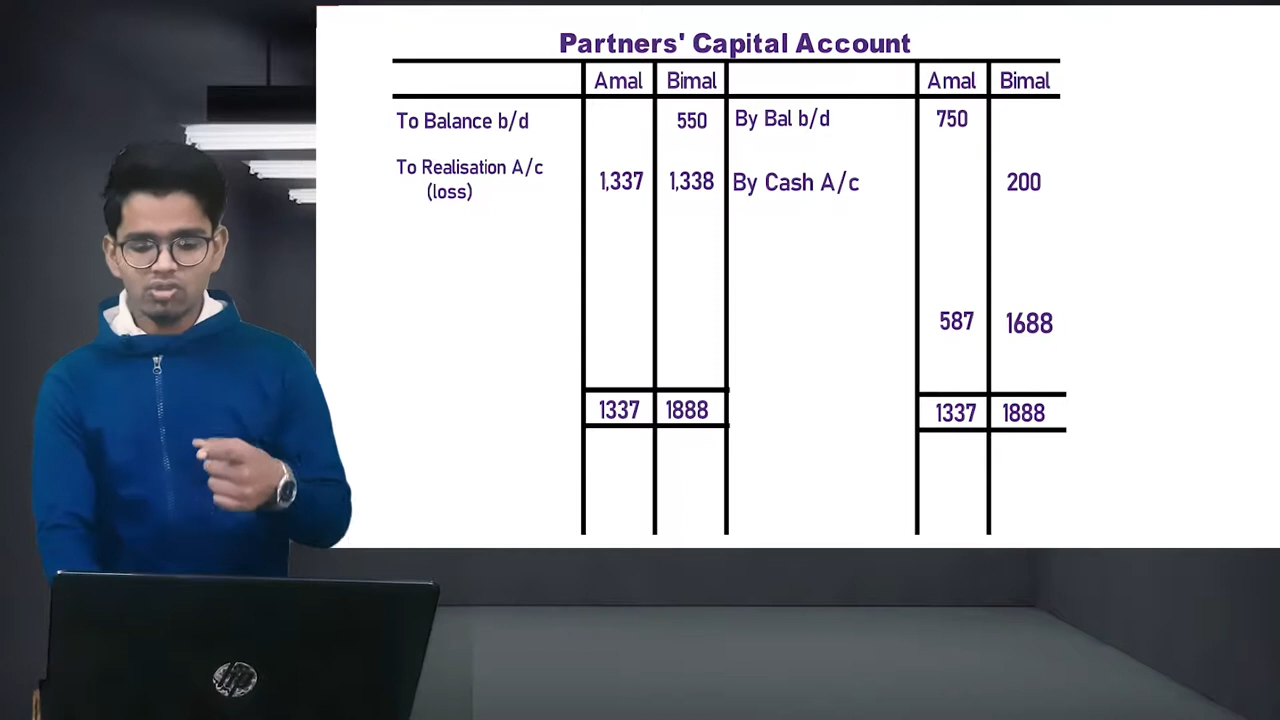 Partners' Capital Account
Amal Bimal Amal Bimal
To Balance b/d 550 By Bal b/d 750
To Realisation A/c
(loss) 1,337 1,338 By Cash A/c 200
587 1688
1337 1888 1337 1888
hp